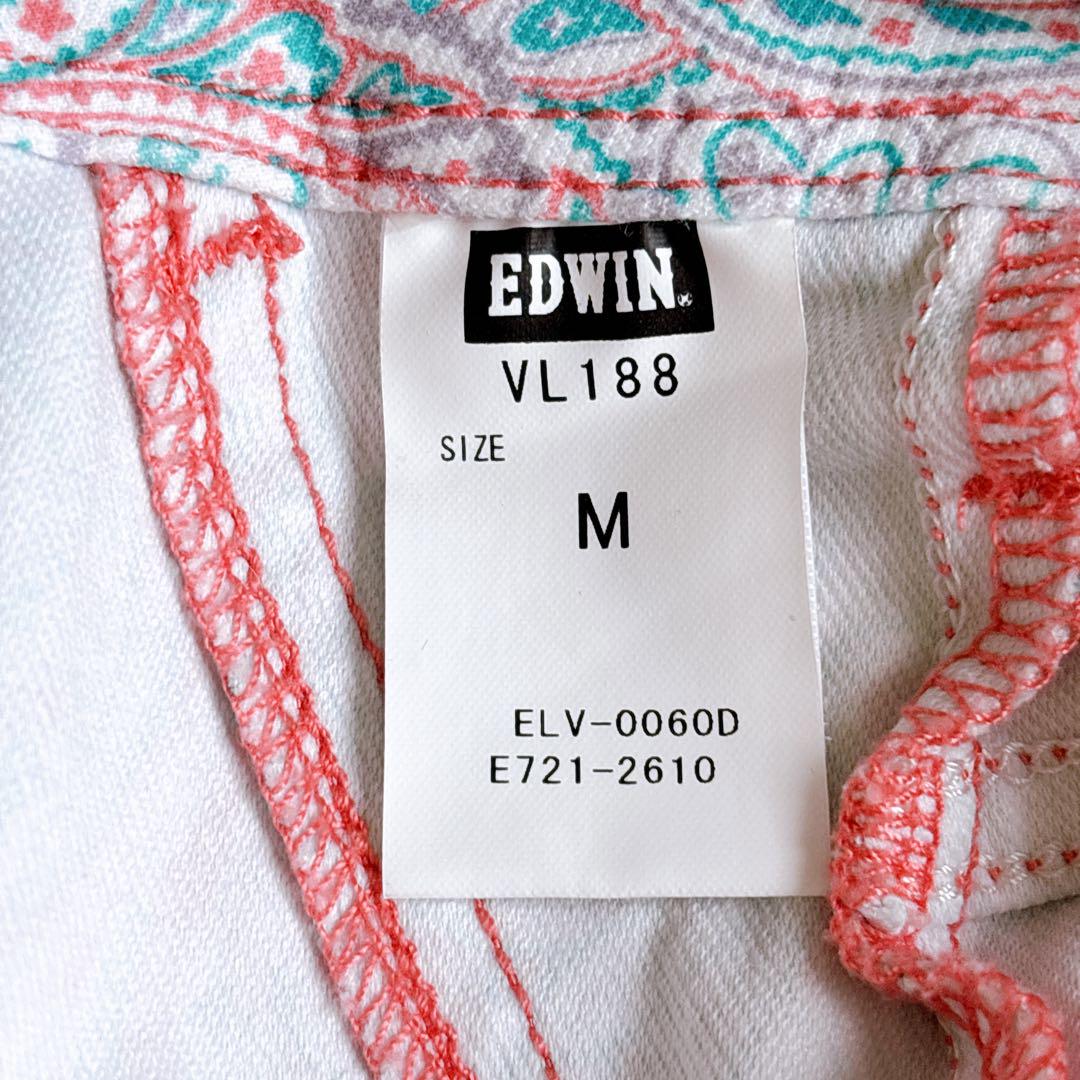 EDWIN
VL188
SIZE
M
ELV-0060D
E721-2610